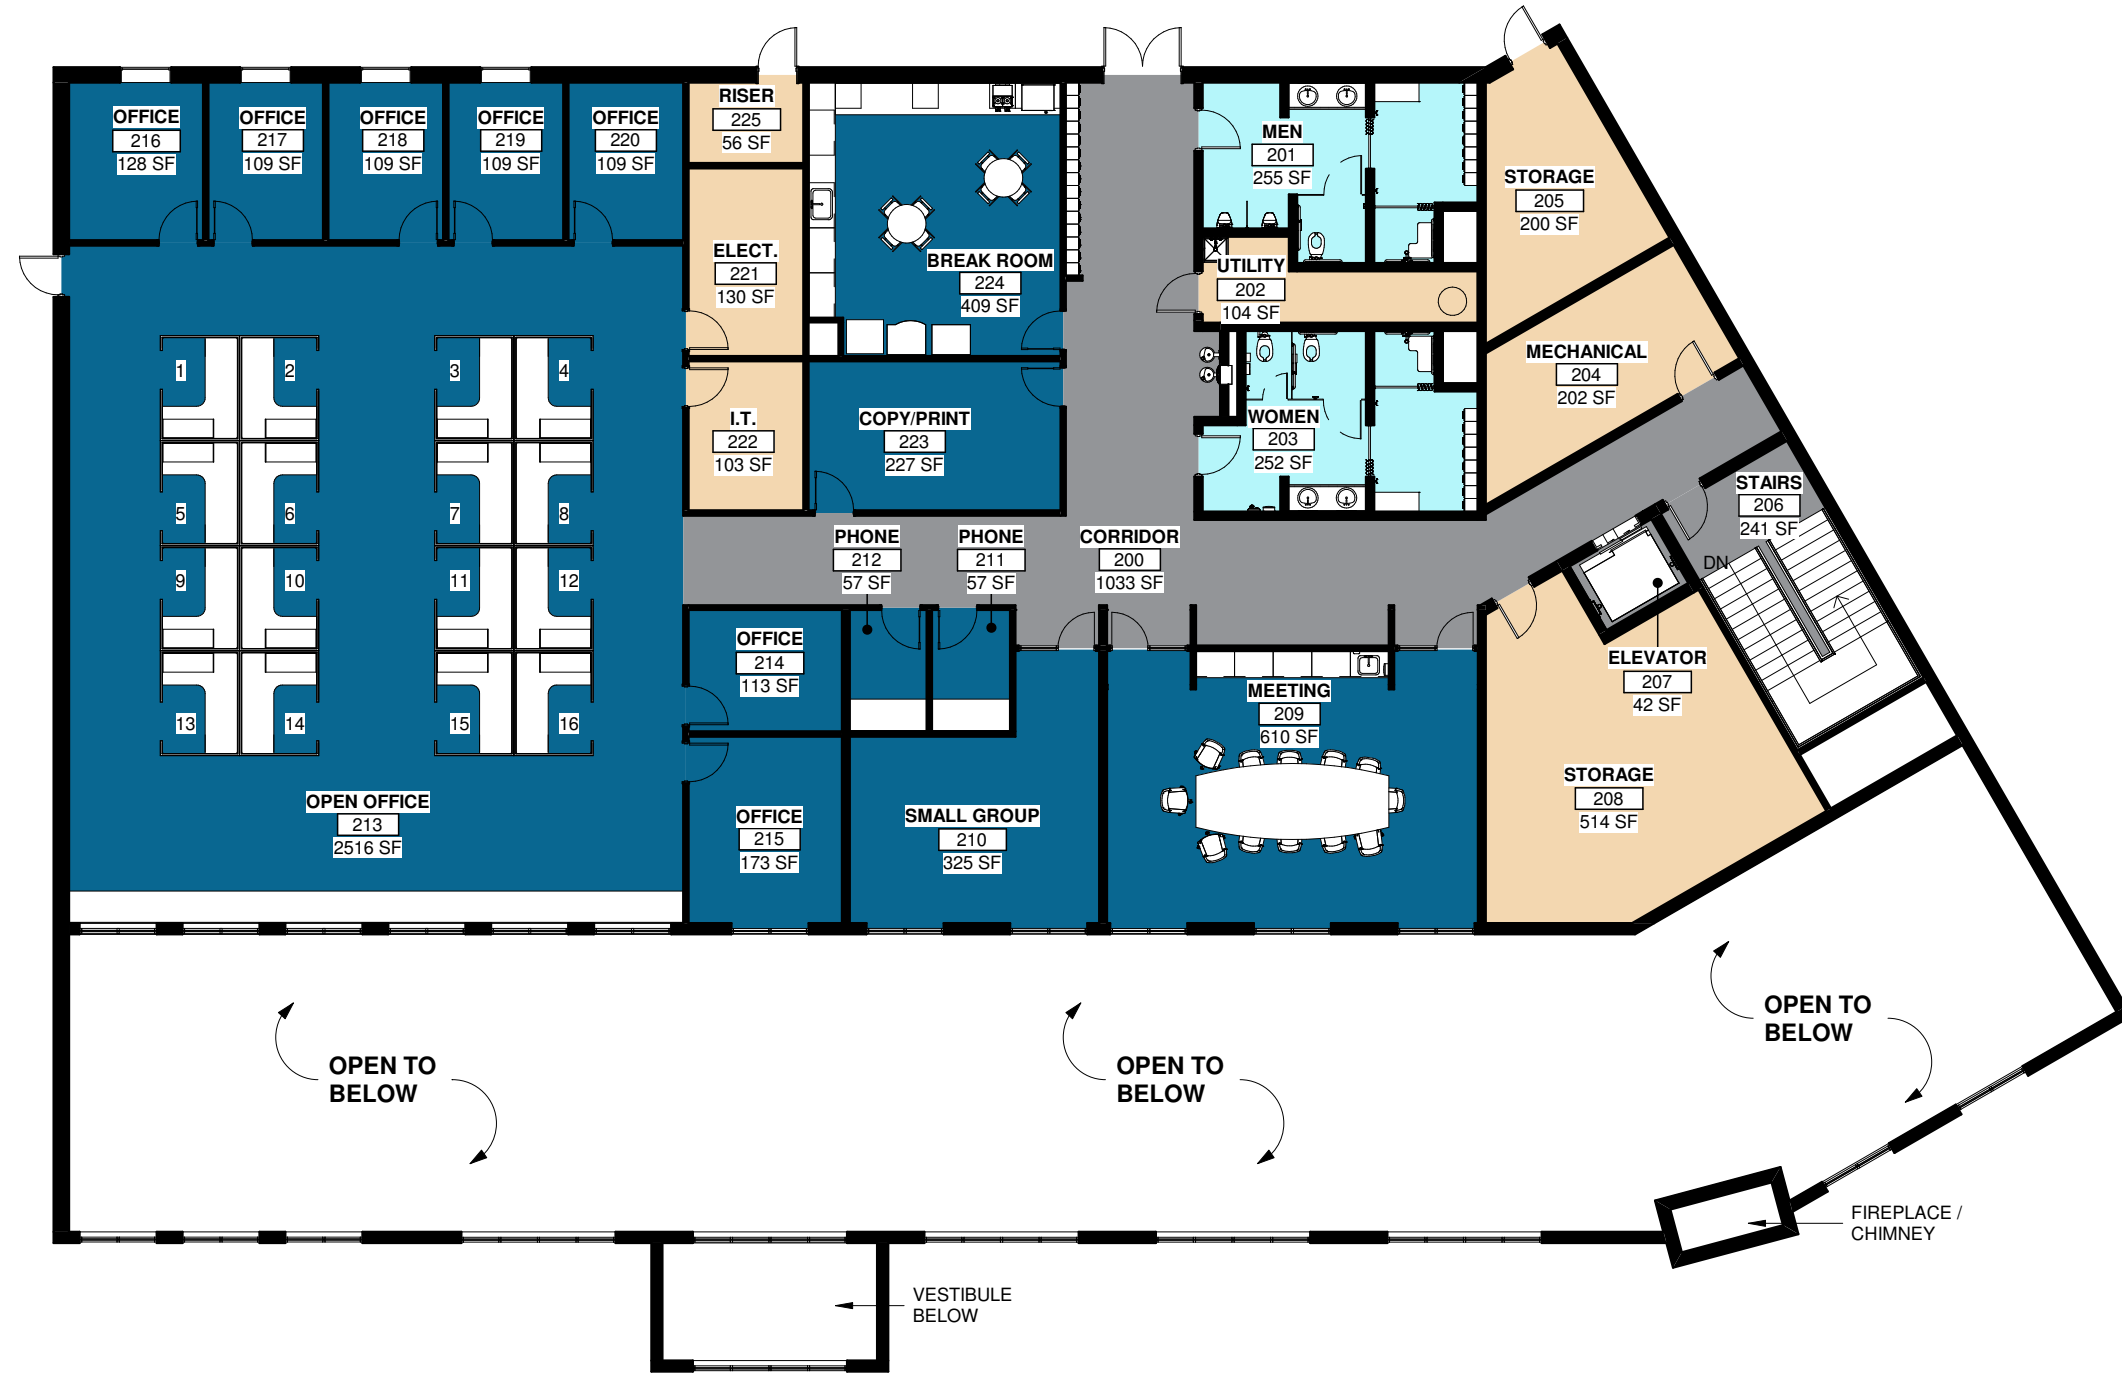 OFFICE
216
128 SF
OFFICE
217
109 SF
OFFICE
218
109 SF
OFFICE
219
109 SF
OFFICE
220
109 SF
RISER
225
56 SF
ELECT.
221
130 SF
BREAK ROOM
224
409 SF
MEN
201
255 SF
UTILITY
202
104 SF
STORAGE
205
200 SF
MECHANICAL
204
202 SF
I.T.
222
103 SF
COPY/PRINT
223
227 SF
WOMEN
203
252 SF
STAIRS
206
241 SF
DN
PHONE
212
57 SF
PHONE
211
57 SF
CORRIDOR
200
1033 SF
1
2
3
4
5
6
7
8
9
10
11
12
13
14
15
16
OFFICE
214
113 SF
ELEVATOR
207
42 SF
MEETING
209
610 SF
OPEN OFFICE
213
2516 SF
OFFICE
215
173 SF
SMALL GROUP
210
325 SF
STORAGE
208
514 SF
OPEN TO
BELOW
OPEN TO
BELOW
OPEN TO
BELOW
FIREPLACE /
CHIMNEY
VESTIBULE
BELOW